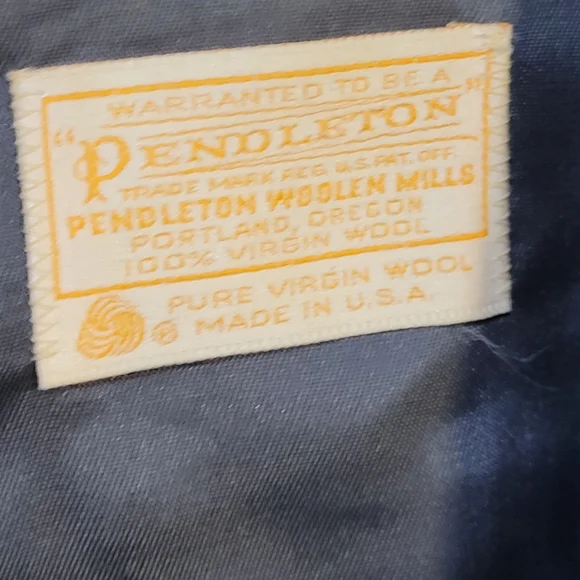 WARRANTED TO BE A
"PENDLETON"
TRADE MARK REG. U.S. PAT. OFF.
PENDLETON WOOLEN MILLS
PORTLAND, OREGON
100% VIRGIN WOOL
PURE VIRGIN WOOL
® MADE IN U.S.A.